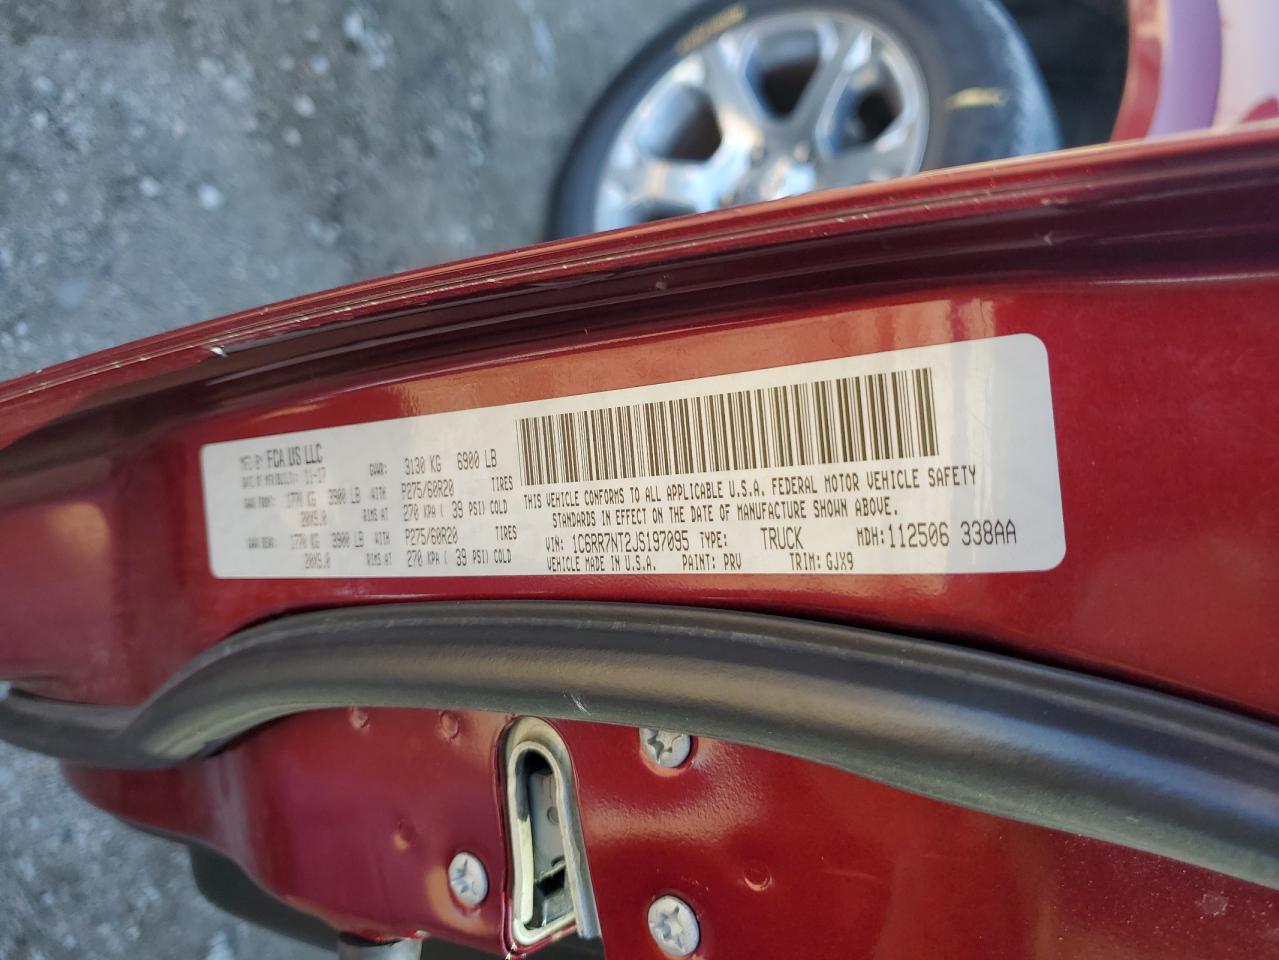 MFD BY FCA US LLC GVWR: 3130 KG 6900 LB
DATE OF MFR(BUILT): 11-17
GAWR FRONT: 1770 KG 3900 LB WITH P275/60R20 TIRES
20X9.0 RIMS AT 270 KPA ( 39 PSI) COLD
GAWR REAR: 1770 KG 3900 LB WITH P275/60R20 TIRES
20X9.0 RIMS AT 270 KPA ( 39 PSI) COLD
THIS VEHICLE CONFORMS TO ALL APPLICABLE U.S.A. FEDERAL MOTOR VEHICLE SAFETY
STANDARDS IN EFFECT ON THE DATE OF MANUFACTURE SHOWN ABOVE.
VIN: 1C6RR7NT2JS197095 TYPE: TRUCK MDH: 112506 338AA
VEHICLE MADE IN U.S.A. PAINT: PRV TRIM: GJX9